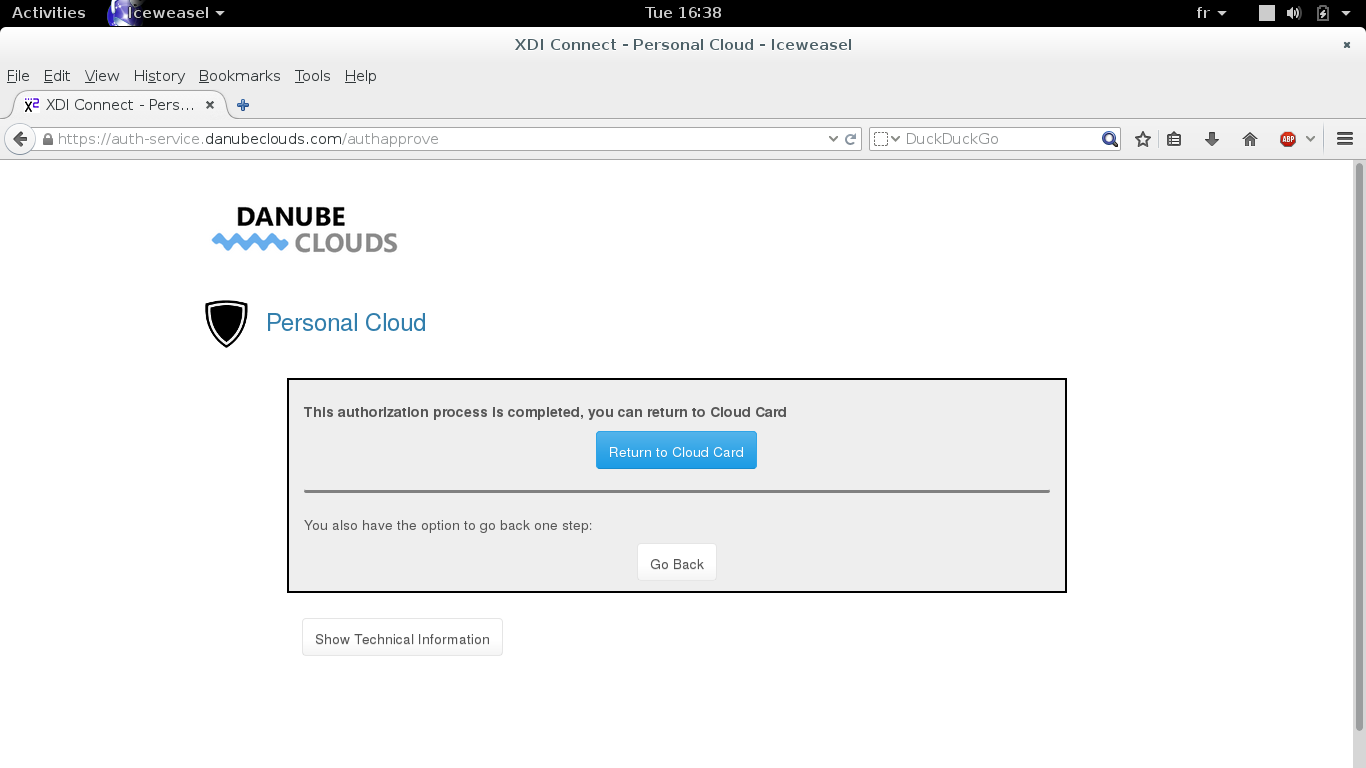 Activities Iceweasel Tue 16:38 fr
XDI Connect - Personal Cloud - Iceweasel
File Edit View History Bookmarks Tools Help
XDI Connect - Pers...
https://auth-service.danubeclouds.com/authapprove DuckDuckGo ABP
DANUBE
CLOUDS
Personal Cloud
This authorization process is completed, you can return to Cloud Card
Return to Cloud Card
You also have the option to go back one step:
Go Back
Show Technical Information